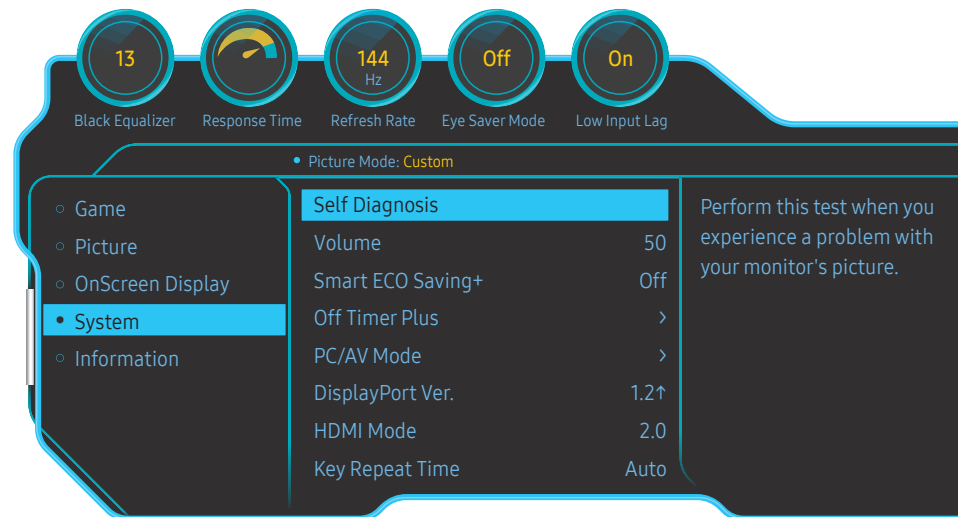 13
144
Hz
Off
On
Black Equalizer
Response Time
Refresh Rate
Eye Saver Mode
Low Input Lag
Picture Mode: Custom
Game
Picture
OnScreen Display
System
Information
Self Diagnosis
Volume 50
Smart ECO Saving+ Off
Off Timer Plus >
PC/AV Mode >
DisplayPort Ver. 1.2↑
HDMI Mode 2.0
Key Repeat Time Auto
Perform this test when you
experience a problem with
your monitor's picture.